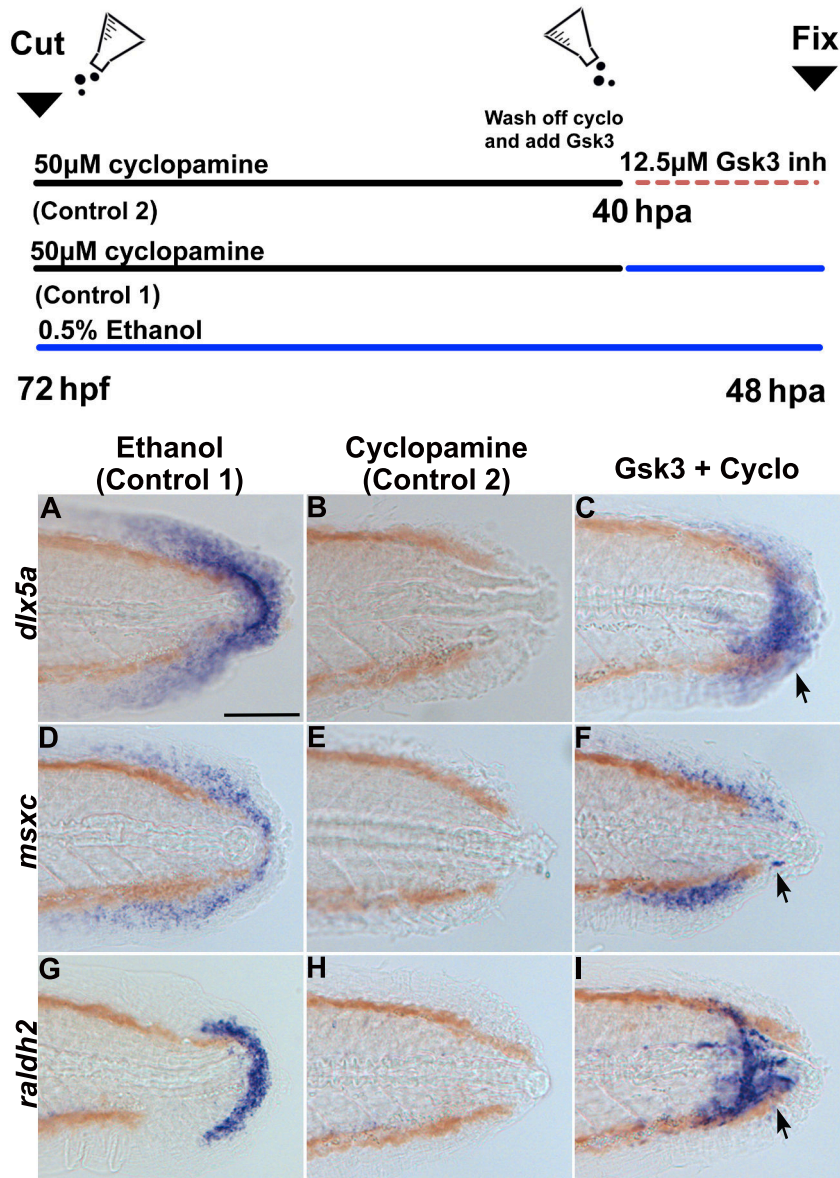 Cut
Fix
Wash off cyclo
and add Gsk3
50µM cyclopamine
12.5µM Gsk3 inh
(Control 2)
40 hpa
50µM cyclopamine
(Control 1)
0.5% Ethanol
72 hpf
48 hpa
Ethanol
(Control 1)
Cyclopamine
(Control 2)
Gsk3 + Cyclo
A
B
C
dlx5a
D
E
F
msxc
G
H
I
raldh2